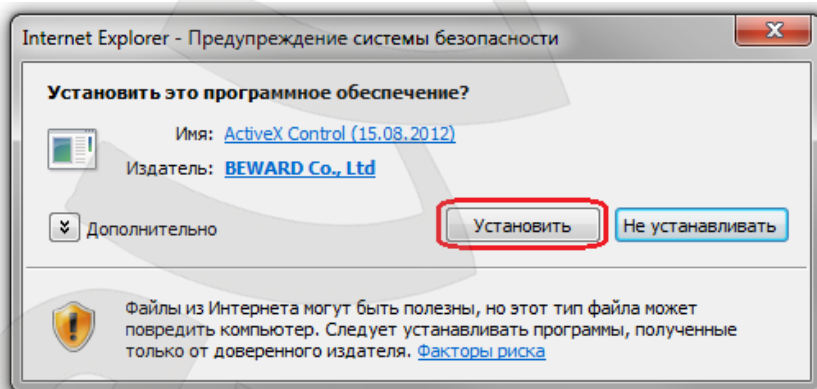 Internet Explorer - Предупреждение системы безопасности
Установить это программное обеспечение?
Имя: ActiveX Control (15.08.2012)
Издатель: BEWARD Co., Ltd
Дополнительно
Установить
Не устанавливать
Файлы из Интернета могут быть полезны, но этот тип файла может
повредить компьютер. Следует устанавливать программы, полученные
только от доверенного издателя. Факторы риска